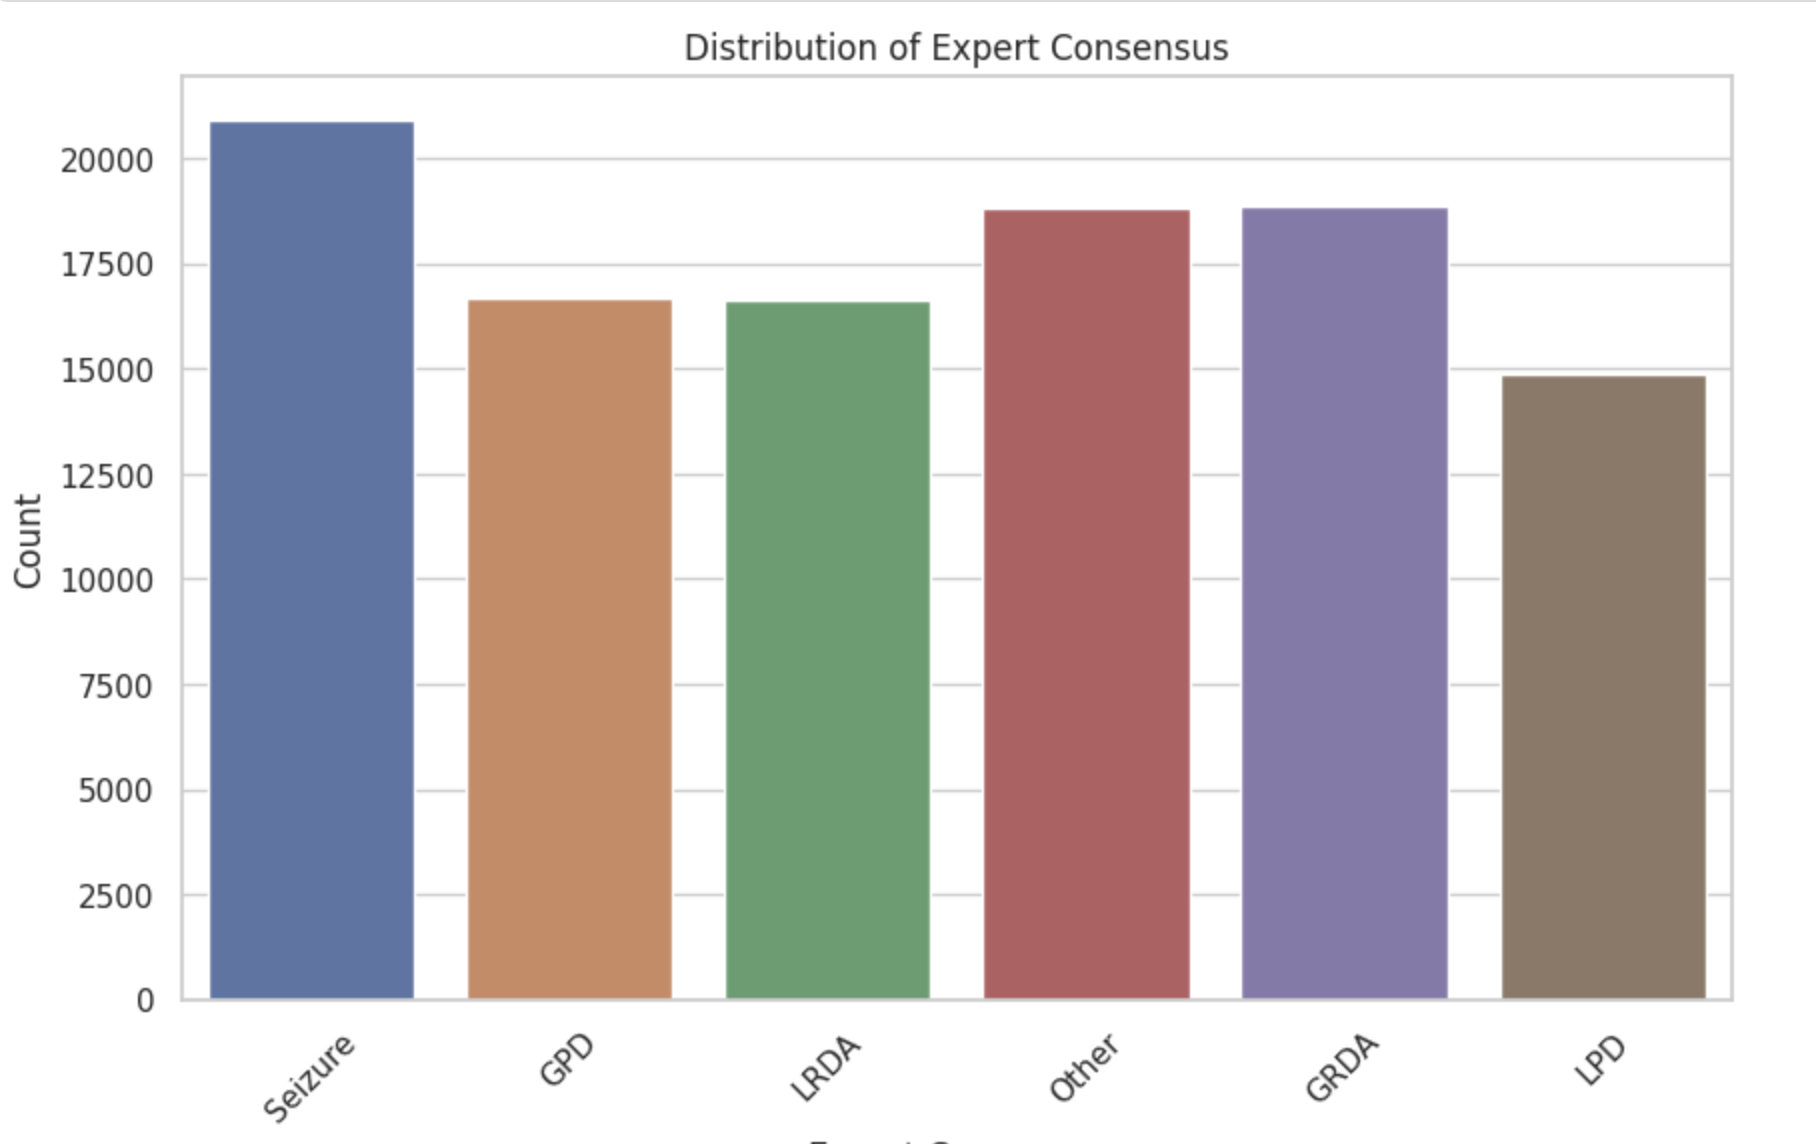 Distribution of Expert Consensus
20000
17500
15000
12500
10000
7500
5000
2500
0
Count
Seizure
GPD
LRDA
Other
GRDA
LPD